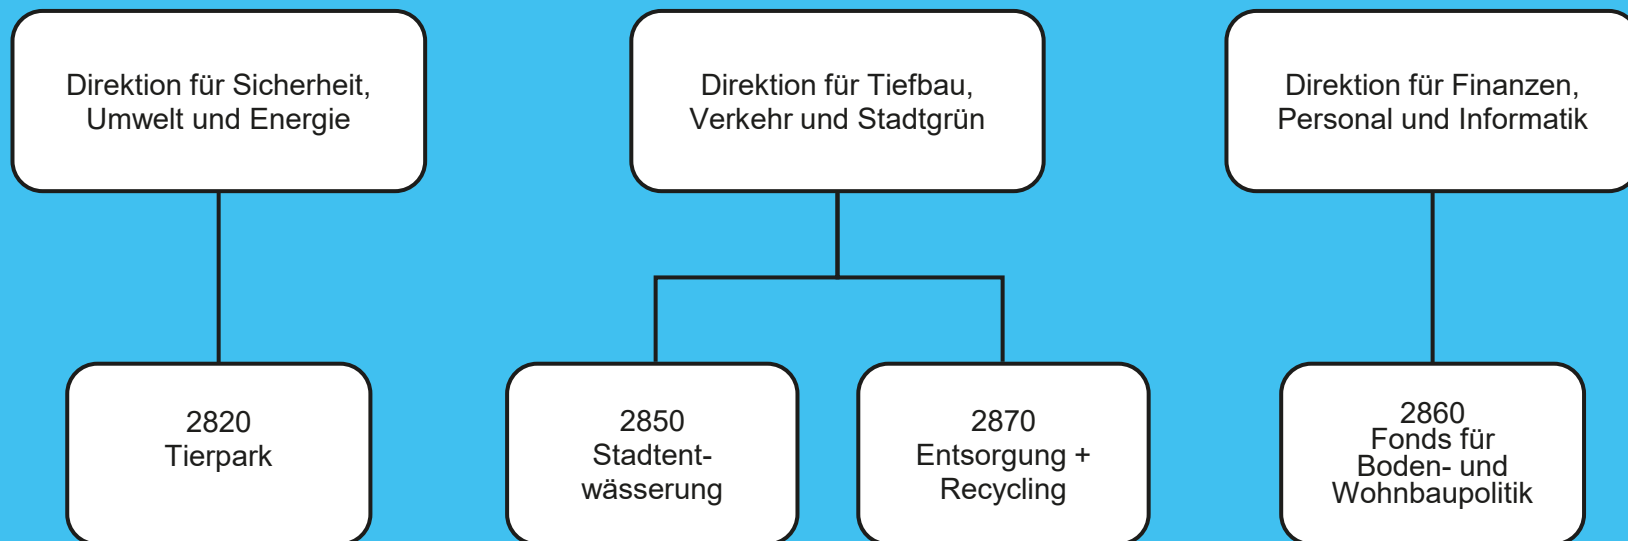 Direktion für Sicherheit,
Umwelt und Energie
Direktion für Tiefbau,
Verkehr und Stadtgrün
Direktion für Finanzen,
Personal und Informatik
2820
Tierpark
2850
Stadtent-
wässerung
2870
Entsorgung +
Recycling
2860
Fonds für
Boden- und
Wohnbaupolitik